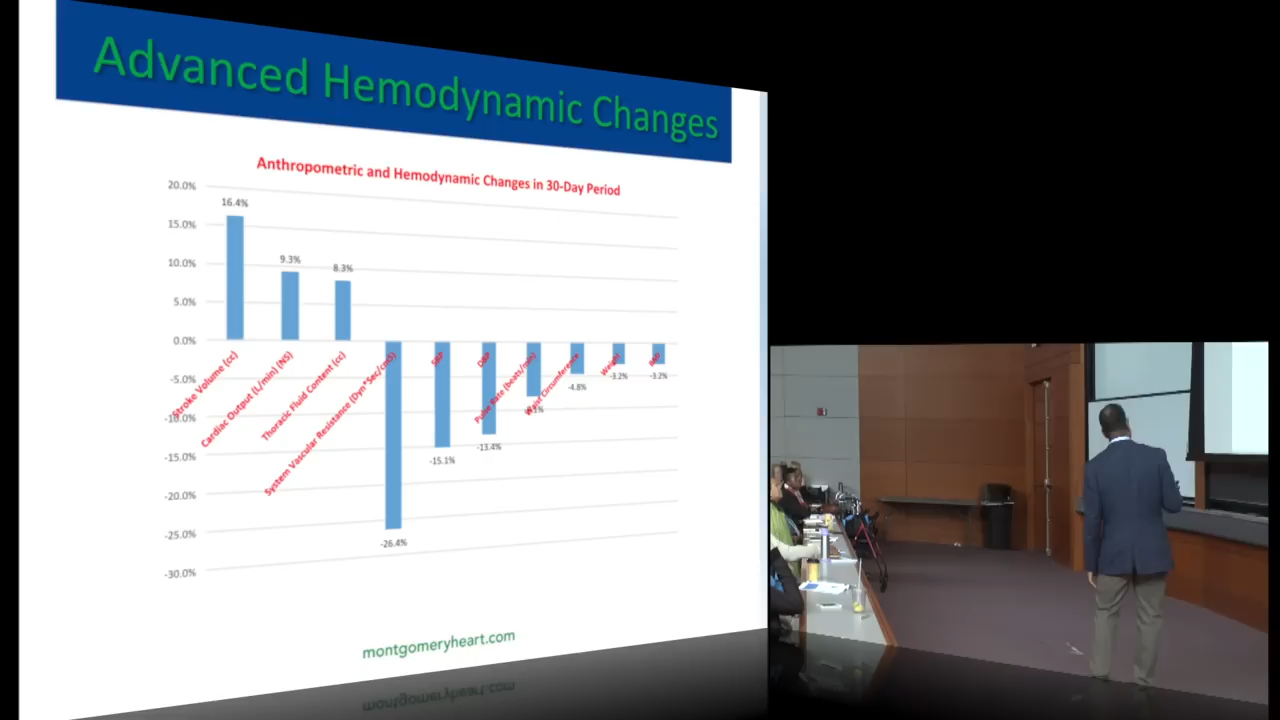 Advanced Hemodynamic Changes
Anthropometric and Hemodynamic Changes in 30-Day Period
20.0%
15.0%
10.0%
5.0%
0.0%
-5.0%
-10.0%
-15.0%
-20.0%
-25.0%
-30.0%
16.4%
9.3%
8.3%
-26.4%
-15.1%
-13.4%
-4.8%
-3.2%
-3.2%
Stroke Volume (cc)
Cardiac Output (L/min) (NS)
Thoracic Fluid Content (cc)
System Vascular Resistance (Dyn*Sec/cm5)
SBP
DBP
Pulse Rate (beats/min)
Waist Circumference
Weight
montgomeryheart.com